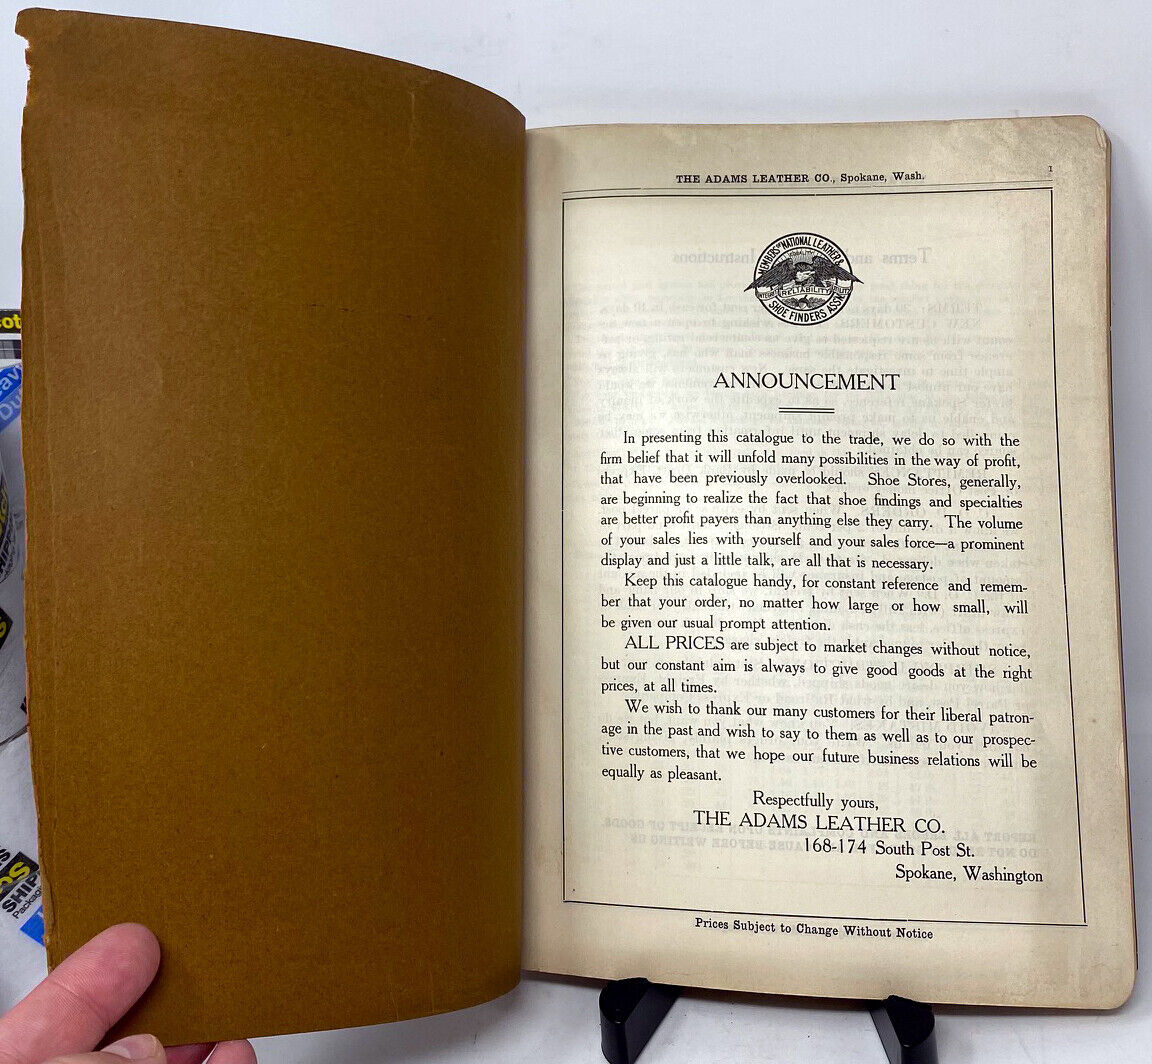 THE ADAMS LEATHER CO., Spokane, Wash.
1
MEMBERS OF NATIONAL LEATHER &
RELIABILITY
SHOE FINDERS ASS'N.
ANNOUNCEMENT
In presenting this catalogue to the trade, we do so with the
firm belief that it will unfold many possibilities in the way of profit,
that have been previously overlooked. Shoe Stores, generally,
are beginning to realize the fact that shoe findings and specialties
are better profit payers than anything else they carry. The volume
of your sales lies with yourself and your sales force—a prominent
display and just a little talk, are all that is necessary.
Keep this catalogue handy, for constant reference and remem-
ber that your order, no matter how large or how small, will
be given our usual prompt attention.
ALL PRICES are subject to market changes without notice,
but our constant aim is always to give good goods at the right
prices, at all times.
We wish to thank our many customers for their liberal patron-
age in the past and wish to say to them as well as to our prospec-
tive customers, that we hope our future business relations will be
equally as pleasant.
Respectfully yours,
THE ADAMS LEATHER CO.
168-174 South Post St.
Spokane, Washington
Prices Subject to Change Without Notice
SHIP